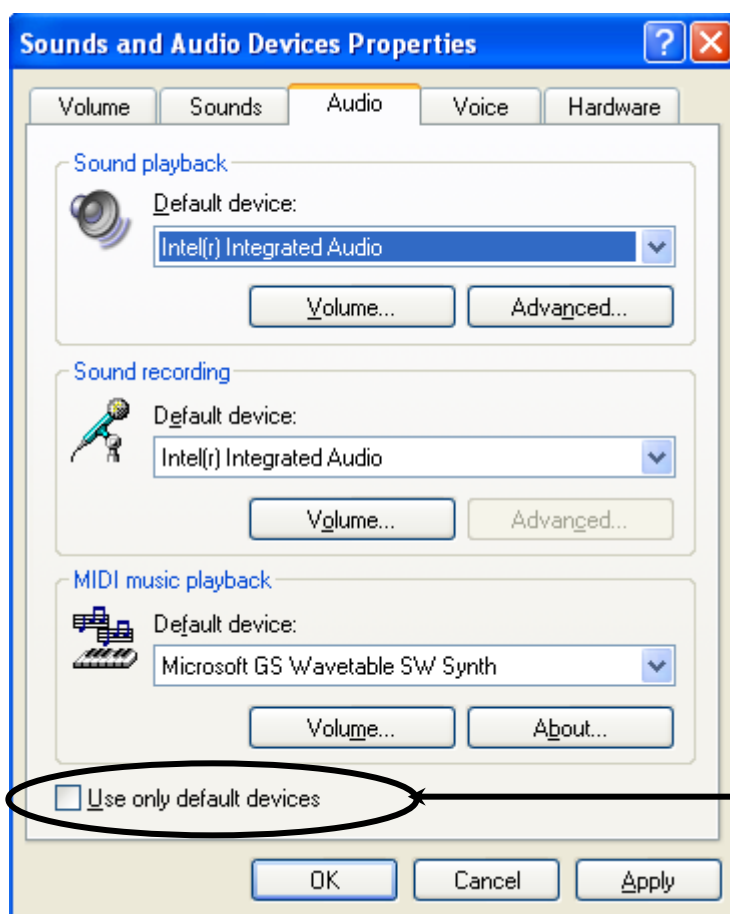 Sounds and Audio Devices Properties
Volume Sounds Audio Voice Hardware
Sound playback
Default device:
Intel(r) Integrated Audio
Volume... Advanced...
Sound recording
Default device:
Intel(r) Integrated Audio
Volume... Advanced...
MIDI music playback
Default device:
Microsoft GS Wavetable SW Synth
Volume... About...
Use only default devices
OK Cancel Apply